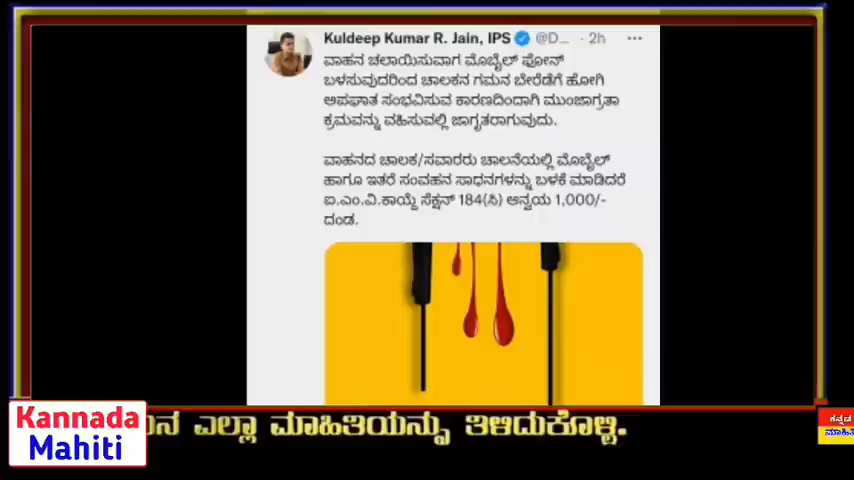 Kuldeep Kumar R. Jain, IPS @D... · 2h ···
ವಾಹನ ಚಲಾಯಿಸುವಾಗ ಮೊಬೈಲ್ ಫೋನ್
ಬಳಸುವುದರಿಂದ ಚಾಲಕನ ಗಮನ ಬೇರೆಡೆಗೆ ಹೋಗಿ
ಅಪಘಾತ ಸಂಭವಿಸುವ ಕಾರಣದಿಂದಾಗಿ ಮುಂಜಾಗ್ರತಾ
ಕ್ರಮವನ್ನು ವಹಿಸುವಲ್ಲಿ ಜಾಗೃತರಾಗುವುದು.
ವಾಹನದ ಚಾಲಕ/ಸವಾರರು ಚಾಲನೆಯಲ್ಲಿ ಮೊಬೈಲ್
ಹಾಗೂ ಇತರೆ ಸಂವಹನ ಸಾಧನಗಳನ್ನು ಬಳಕೆ ಮಾಡಿದರೆ
ಐ.ಎಂ.ವಿ.ಕಾಯ್ದೆ ಸೆಕ್ಷನ್ 184(ಸಿ) ಅನ್ವಯ 1,000/-
ದಂಡ.
ಎಲ್ಲಾ ಮಾಹಿತಿಯನ್ನು ತಿಳಿದುಕೊಳ್ಳಿ.
Kannada
Mahiti
ಕನ್ನಡ
ಮಾಹಿತಿ